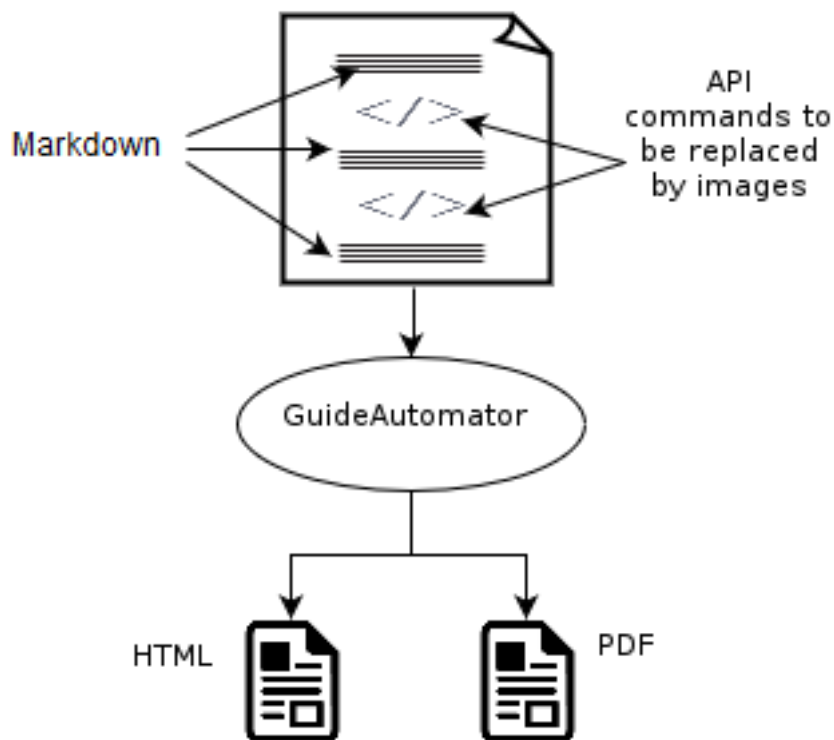 API
commands to
be replaced
by images
Markdown
</>
</>
GuideAutomator
HTML
PDF